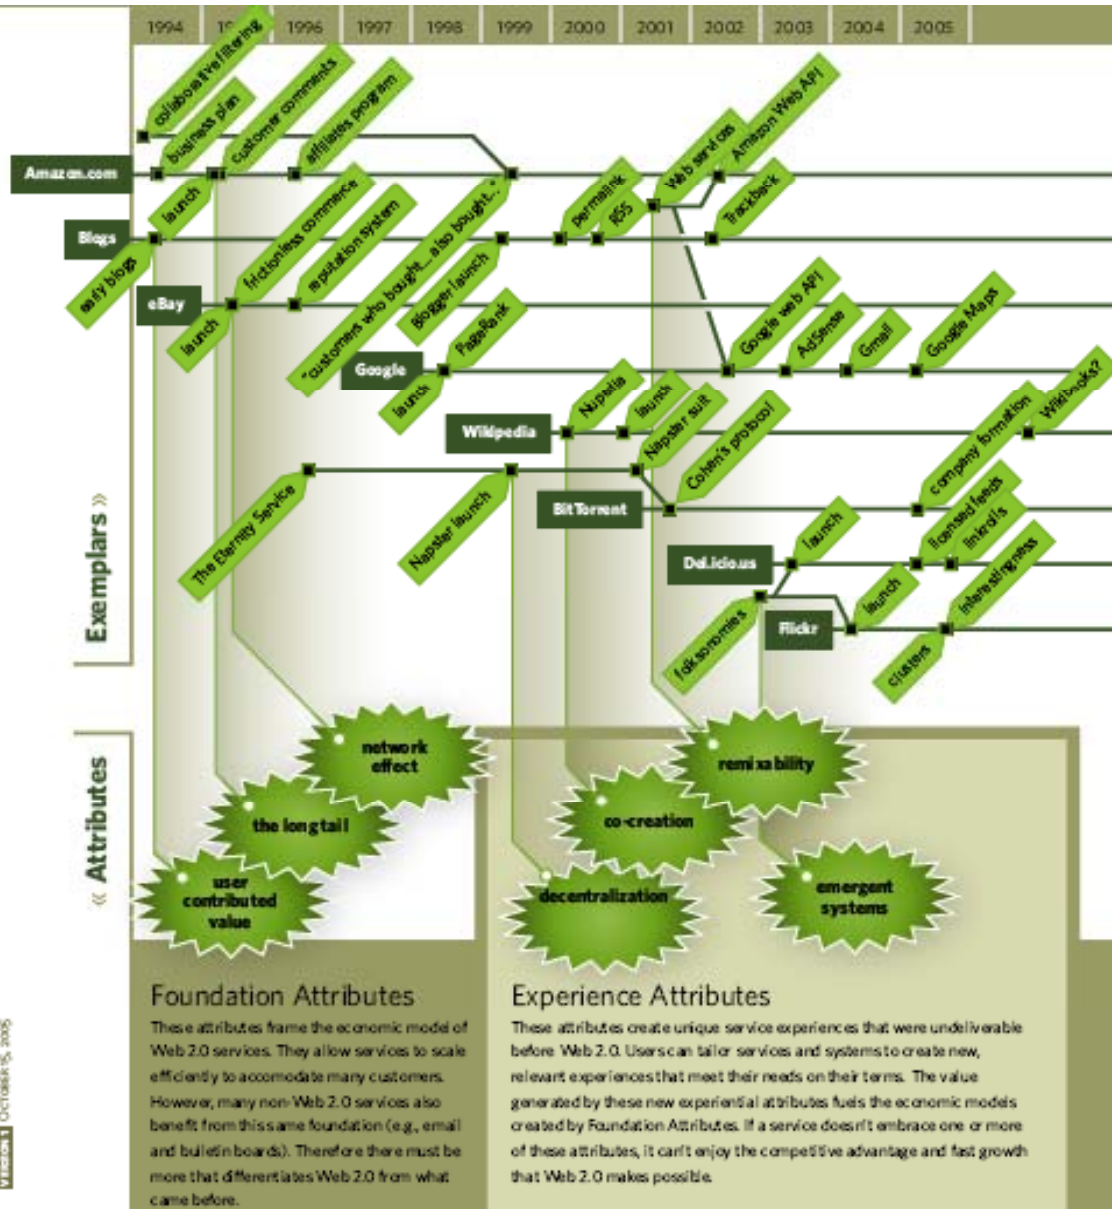 1994 1996 1997 1998 1999 2000 2001 2002 2003 2004 2005
collaborative filtering
business plan
customer comments
affiliates program
Web services
Amazon Web API
Amazon.com
launch
"customers who bought... also bought..."
permalink
RSS
Trackback
Blogs
early blogs
Blogger launch
frictionless commerce
reputation system
eBay
launch
PageRank
Google web API
AdSense
Gmail
Google Maps
Google
launch
Nupedia
launch
Wikibooks?
Wikipedia
Napster suit
Cohen's protocol
company formation
The Eternity Service
Napster launch
BitTorrent
launch
licensed feeds
linkrolls
Del.icio.us
folksonomies
launch
interestingness
Flickr
clusters
Exemplars »
« Attributes
network
effect
remixability
the long tail
co-creation
user
contributed
value
decentralization
emergent
systems
Foundation Attributes
These attributes frame the economic model of
Web 2.0 services. They allow services to scale
efficiently to accomodate many customers.
However, many non-Web 2.0 services also
benefit from this same foundation (e.g., email
and bulletin boards). Therefore there must be
more that differentiates Web 2.0 from what
came before.
Experience Attributes
These attributes create unique service experiences that were undeliverable
before Web 2.0. Users can tailor services and systems to create new,
relevant experiences that meet their needs on their terms. The value
generated by these new experiential attributes fuels the economic models
created by Foundation Attributes. If a service doesn't embrace one or more
of these attributes, it can't enjoy the competitive advantage and fast growth
that Web 2.0 makes possible.
VERSION 1 OCTOBER 15, 2005